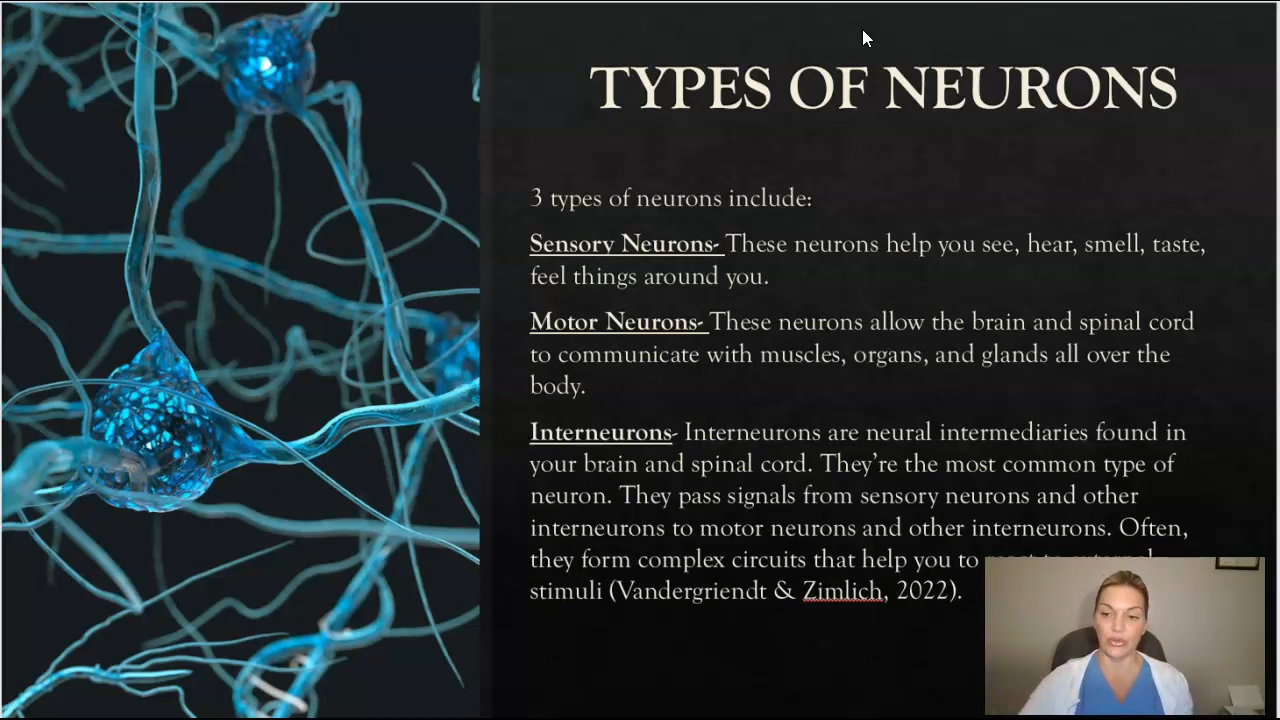 TYPES OF NEURONS
3 types of neurons include:
Sensory Neurons- These neurons help you see, hear, smell, taste,
feel things around you.
Motor Neurons- These neurons allow the brain and spinal cord
to communicate with muscles, organs, and glands all over the
body.
Interneurons- Interneurons are neural intermediaries found in
your brain and spinal cord. They're the most common type of
neuron. They pass signals from sensory neurons and other
interneurons to motor neurons and other interneurons. Often,
they form complex circuits that help you to
stimuli (Vandergriendt & Zimlich, 2022).